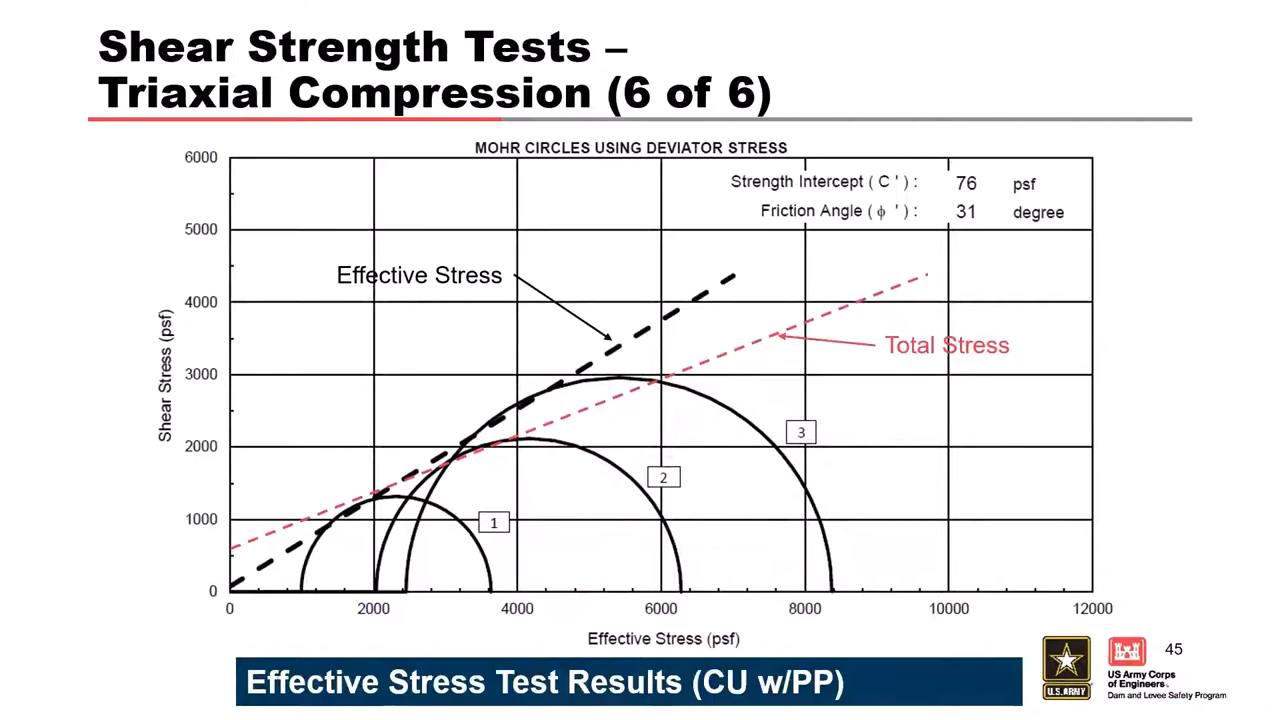 Shear Strength Tests –
Triaxial Compression (6 of 6)
MOHR CIRCLES USING DEVIATOR STRESS
Strength Intercept ( C ' ) : 76 psf
Friction Angle ( ϕ ' ) : 31 degree
6000
5000
4000
3000
2000
1000
0
Shear Stress (psf)
Effective Stress
Total Stress
3
2
1
0 2000 4000 6000 8000 10000 12000
Effective Stress (psf)
Effective Stress Test Results (CU w/PP)
U.S.ARMY
US Army Corps
of Engineers®
Dam and Levee Safety Program
45